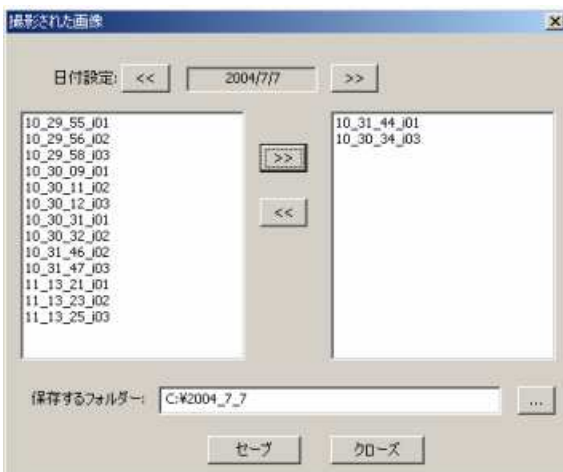 撮影された画像
日付設定: << 2004/7/7 >>
10_29_55_i01
10_29_56_i02
10_29_58_i03
10_30_09_i01
10_30_11_i02
10_30_12_i03
10_30_31_i01
10_30_32_i02
10_31_46_i02
10_31_47_i03
11_13_21_i01
11_13_23_i02
11_13_25_i03
>>
<<
10_31_44_i01
10_30_34_i03
保存するフォルダー: C:¥2004_7_7 ...
セーブ クローズ